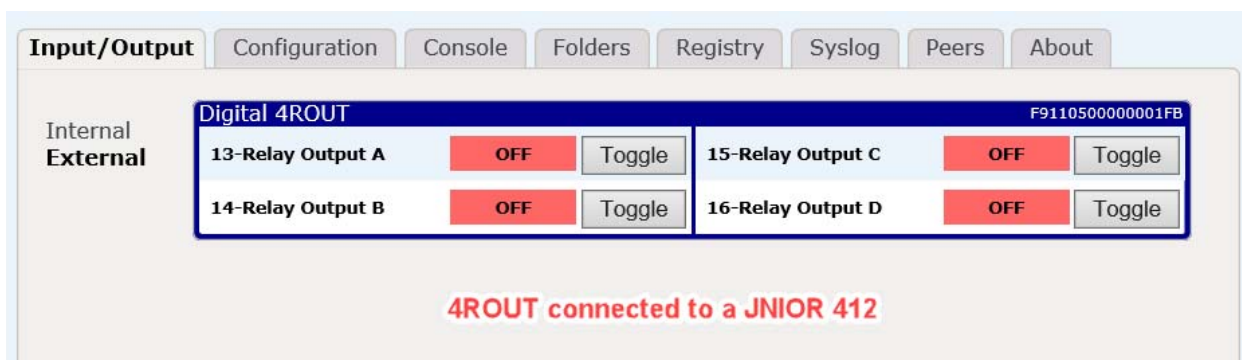 Input/Output Configuration Console Folders Registry Syslog Peers About
Internal
External
Digital 4ROUT F9110500000001FB
13-Relay Output A OFF Toggle 15-Relay Output C OFF Toggle
14-Relay Output B OFF Toggle 16-Relay Output D OFF Toggle
4ROUT connected to a JNIOR 412